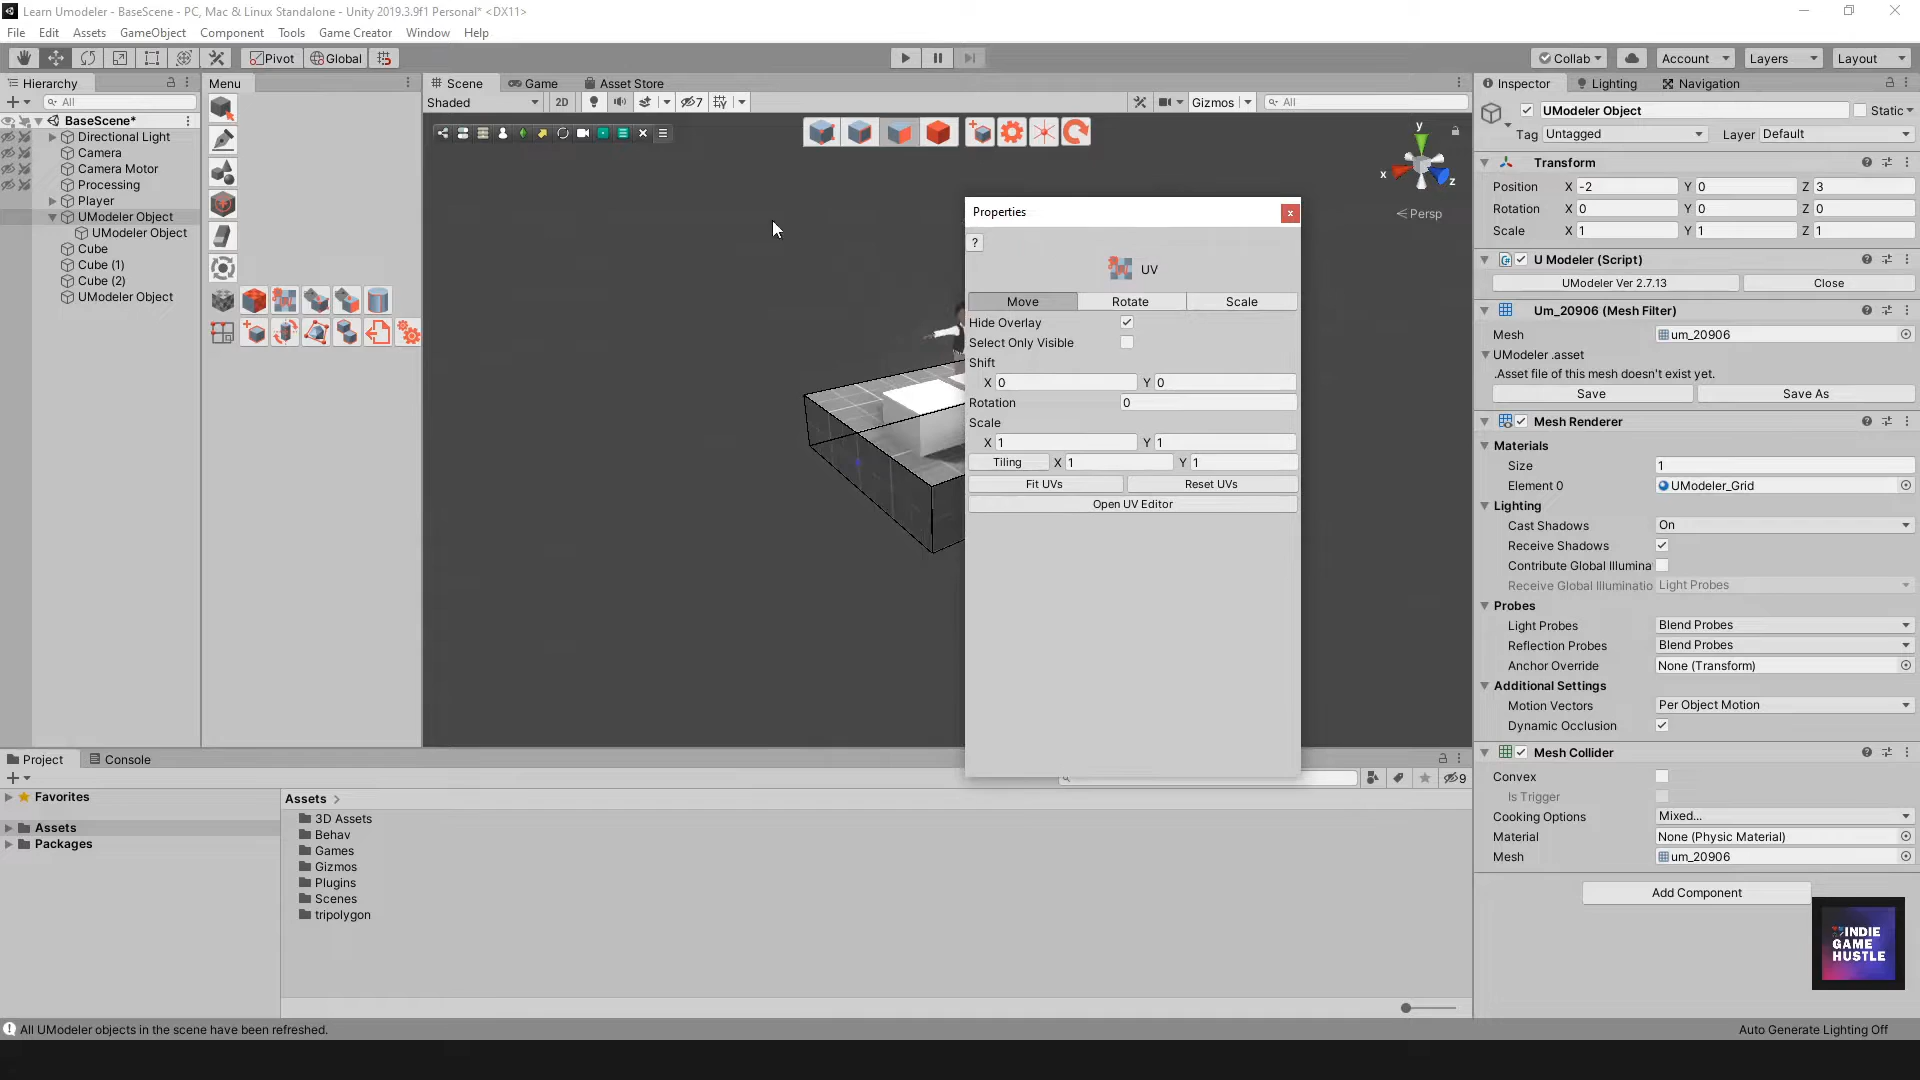 Learn Umodeler - BaseScene - PC, Mac & Linux Standalone - Unity 2019.3.9f1 Personal* <DX11>
File Edit Assets GameObject Component Tools Game Creator Window Help
Pivot Global Collab Account Layers Layout
Hierarchy Menu Scene Game Asset Store Inspector Lighting Navigation
All Shaded 2D 7 Gizmos All
BaseScene*
Directional Light
Camera
Camera Motor
Processing
Player
UModeler Object
UModeler Object
Cube
Cube (1)
Cube (2)
UModeler Object
y
x
z
Persp
Properties
?
UV
Move Rotate Scale
Hide Overlay
Select Only Visible
Shift
X 0 Y 0
Rotation 0
Scale
X 1 Y 1
Tiling X 1 Y 1
Fit UVs Reset UVs
Open UV Editor
UModeler Object Static
Tag Untagged Layer Default
Transform
Position X -2 Y 0 Z 3
Rotation X 0 Y 0 Z 0
Scale X 1 Y 1 Z 1
U Modeler (Script)
UModeler Ver 2.7.13 Close
Um_20906 (Mesh Filter)
Mesh um_20906
UModeler .asset
.Asset file of this mesh doesn't exist yet.
Save Save As
Mesh Renderer
Materials
Size 1
Element 0 UModeler_Grid
Lighting
Cast Shadows On
Receive Shadows
Contribute Global Illumina
Receive Global Illuminatio Light Probes
Probes
Light Probes Blend Probes
Reflection Probes Blend Probes
Anchor Override None (Transform)
Additional Settings
Motion Vectors Per Object Motion
Dynamic Occlusion
Mesh Collider
Convex
Is Trigger
Cooking Options Mixed...
Material None (Physic Material)
Mesh um_20906
Add Component
INDIE
GAME
HUSTLE
Project Console
9
Favorites
Assets
Packages
Assets
3D Assets
Behav
Games
Gizmos
Plugins
Scenes
tripolygon
All UModeler objects in the scene have been refreshed.
Auto Generate Lighting Off